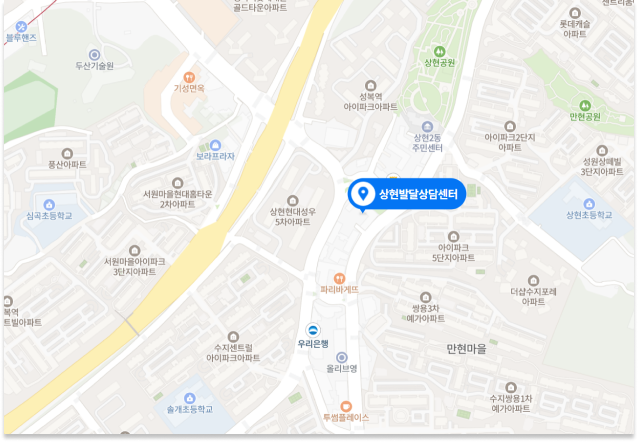 골드타운아파트
센트리움
롯데캐슬
아파트
블루핸즈
두산기술원
상현공원
기성면옥
성복역
아이파크아파트
만현공원
상현2동
주민센터
아이파크2단지
아파트
보라프라자
풍산아파트
성원상떼빌
3단지아파트
상현발달상담센터
서원마을현대홈타운
2차아파트
심곡초등학교
상현현대성우
5차아파트
상현초등학교
아이파크
5단지아파트
서원마을아이파크
3단지아파트
파리바게뜨
더샵수지포레
아파트
복역
트빌아파트
쌍용3차
예가아파트
우리은행
수지센트럴
아이파크아파트
만현마을
올리브영
솔개초등학교
수지쌍용1차
예가아파트
투썸플레이스